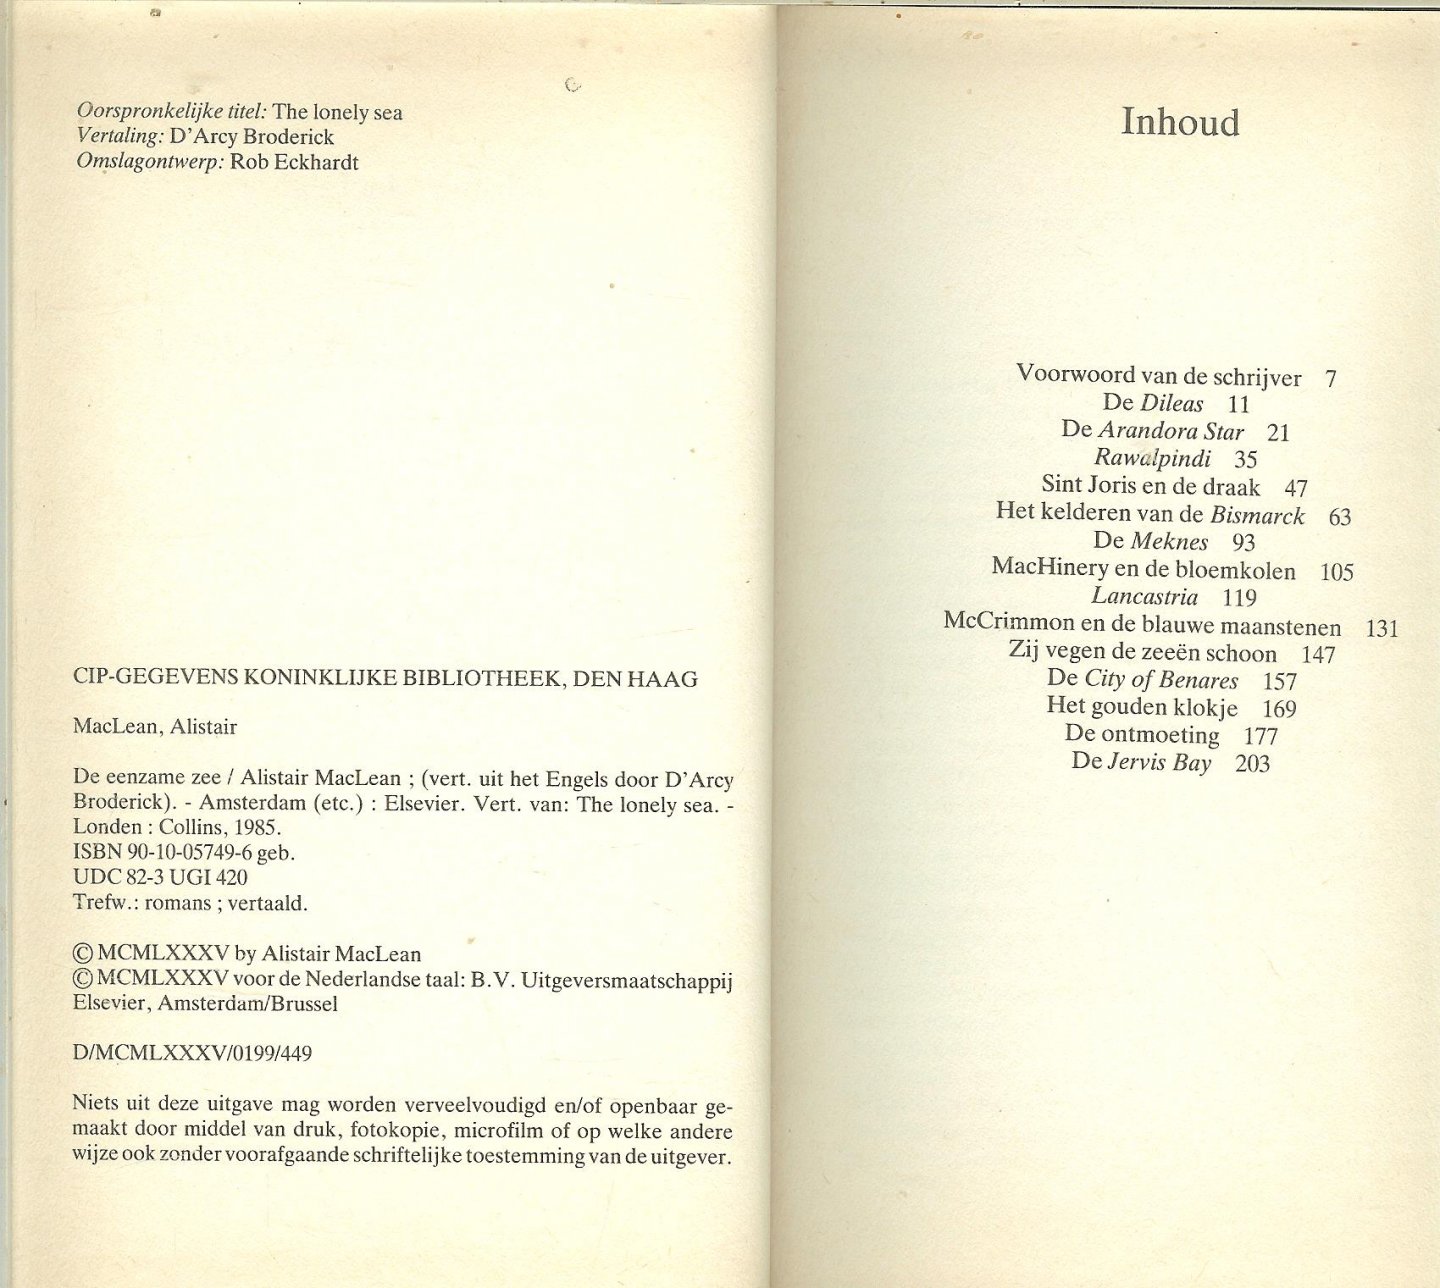 Oorspronkelijke titel: The lonely sea
Vertaling: D'Arcy Broderick
Omslagontwerp: Rob Eckhardt
CIP-GEGEVENS KONINKLIJKE BIBLIOTHEEK, DEN HAAG
MacLean, Alistair
De eenzame zee / Alistair MacLean ; (vert. uit het Engels door D'Arcy
Broderick). - Amsterdam (etc.) : Elsevier. Vert. van: The lonely sea. -
Londen : Collins, 1985.
ISBN 90-10-05749-6 geb.
UDC 82-3 UGI 420
Trefw.: romans ; vertaald.
© MCMLXXXV by Alistair MacLean
© MCMLXXXV voor de Nederlandse taal: B.V. Uitgeversmaatschappij
Elsevier, Amsterdam/Brussel
D/MCMLXXXV/0199/449
Niets uit deze uitgave mag worden verveelvoudigd en/of openbaar ge-
maakt door middel van druk, fotokopie, microfilm of op welke andere
wijze ook zonder voorafgaande schriftelijke toestemming van de uitgever.
Inhoud
Voorwoord van de schrijver 7
De Dileas 11
De Arandora Star 21
Rawalpindi 35
Sint Joris en de draak 47
Het kelderen van de Bismarck 63
De Meknes 93
MacHinery en de bloemkolen 105
Lancastria 119
McCrimmon en de blauwe maanstenen 131
Zij vegen de zeeën schoon 147
De City of Benares 157
Het gouden klokje 169
De ontmoeting 177
De Jervis Bay 203